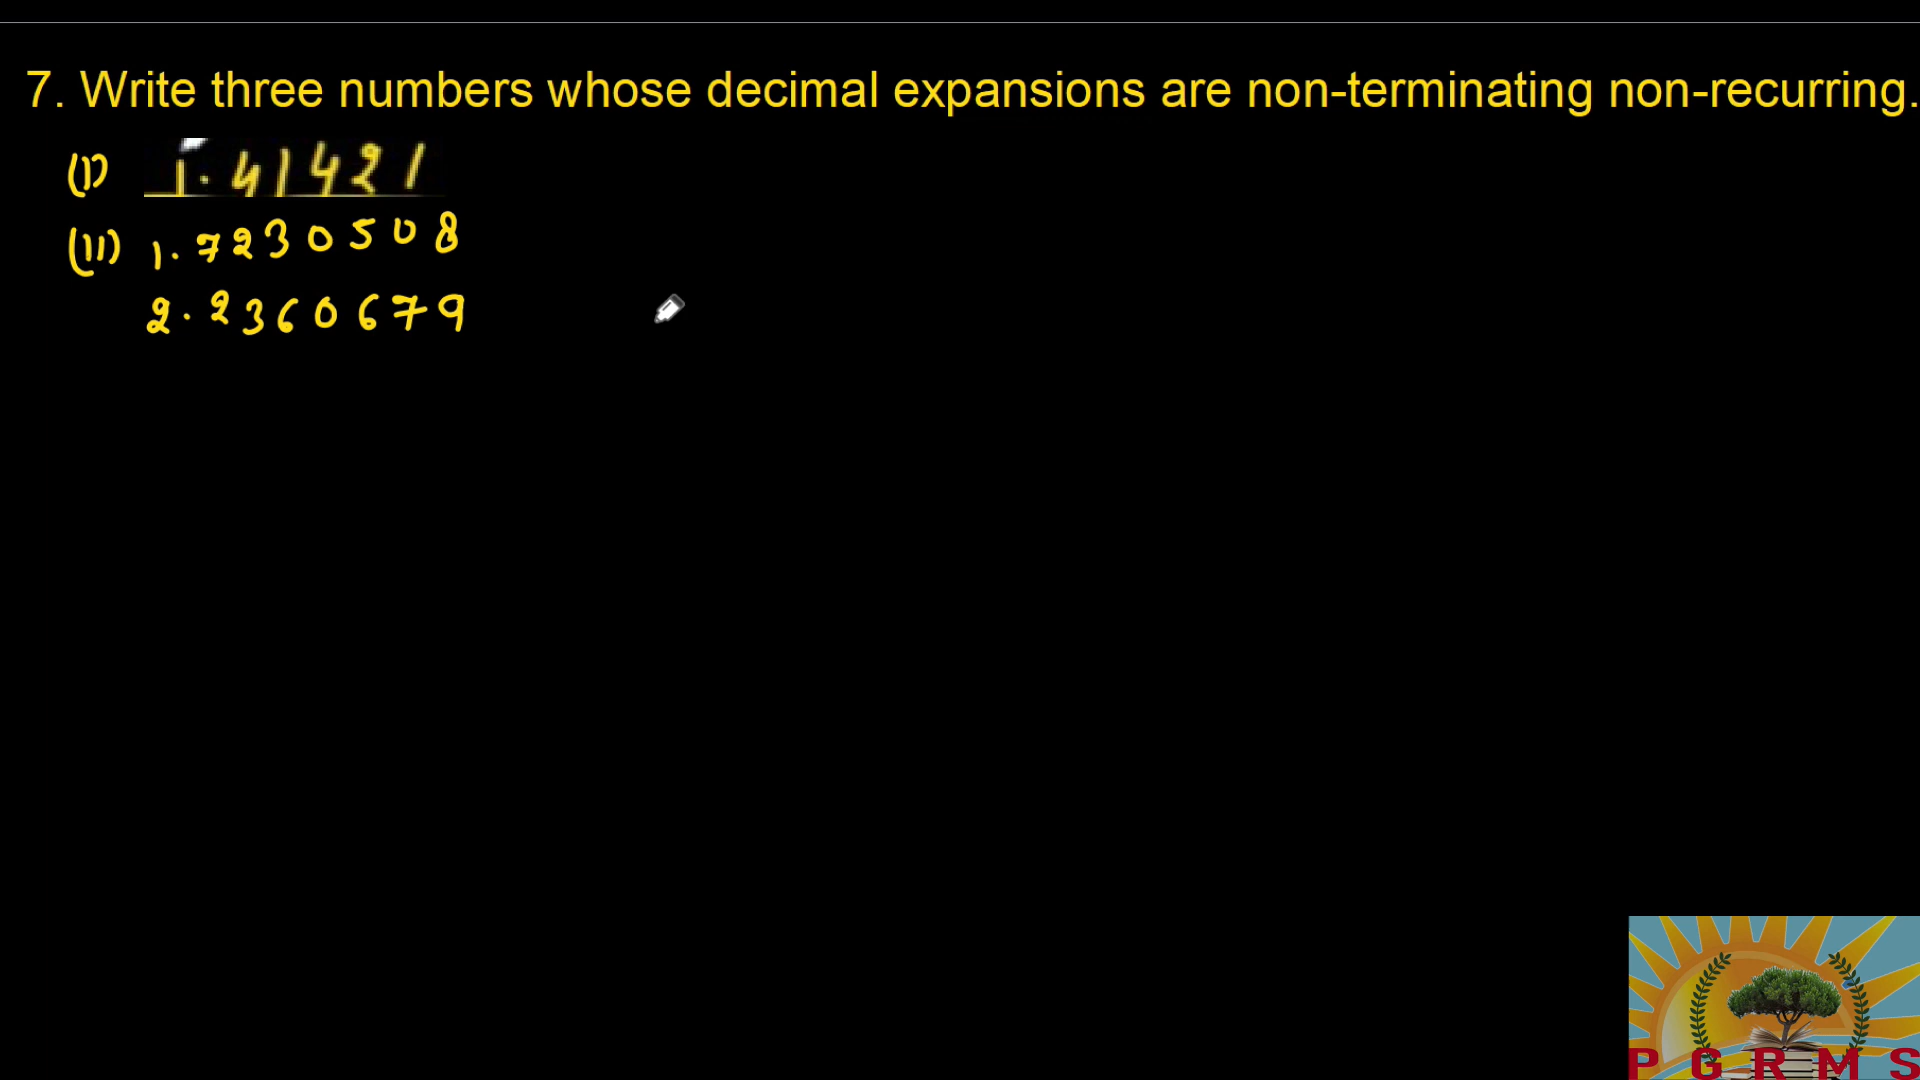 7. Write three numbers whose decimal expansions are non-terminating non-recurring.
(I) 1.41421
(II) 1.7230508
2.2360679
PGRMS